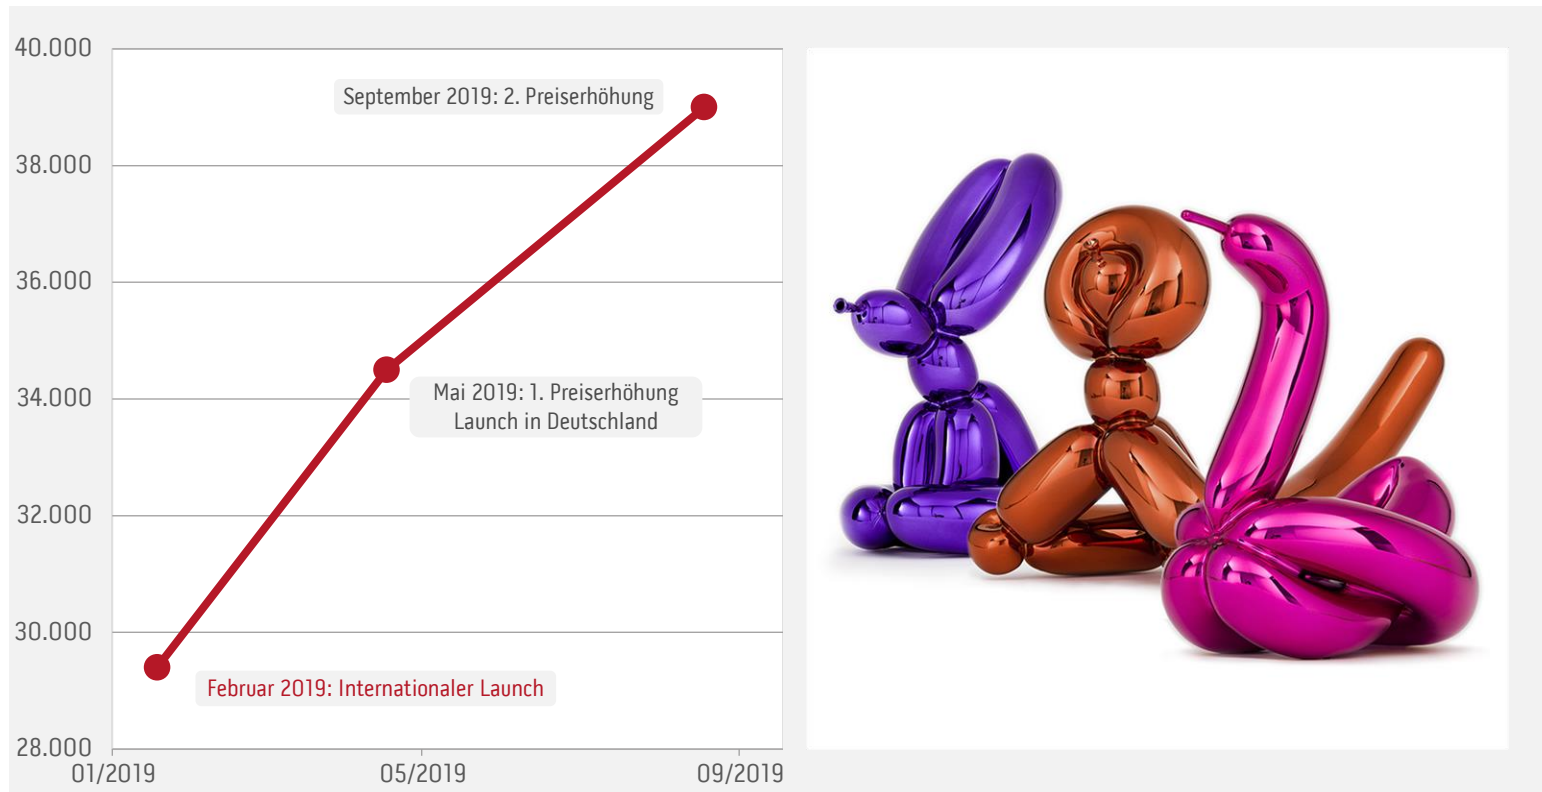 40.000
September 2019: 2. Preiserhöhung
38.000
36.000
34.000
Mai 2019: 1. Preiserhöhung
Launch in Deutschland
32.000
30.000
Februar 2019: Internationaler Launch
28.000
01/2019
05/2019
09/2019